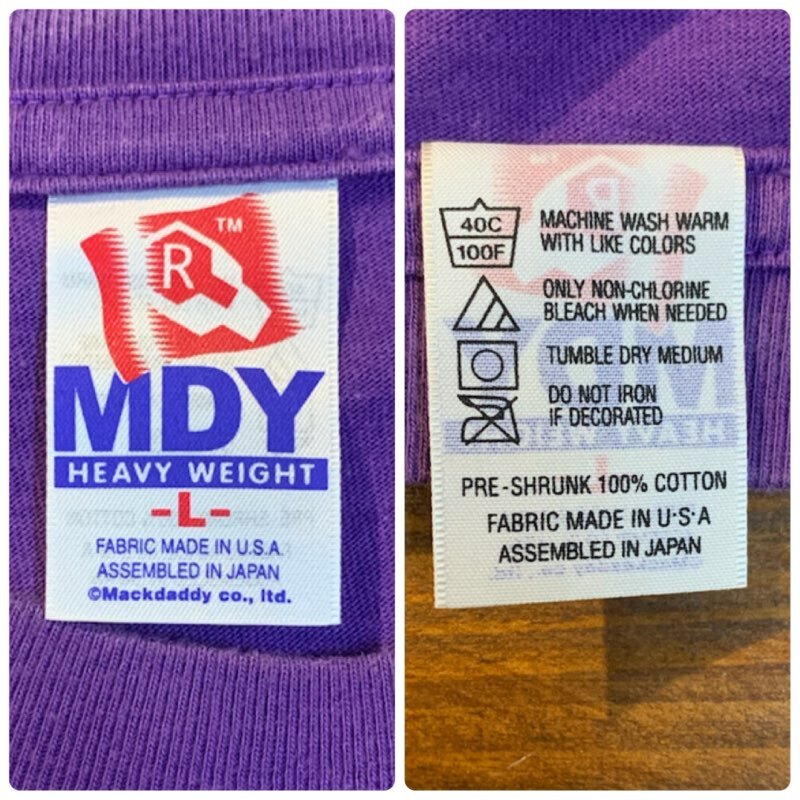 R
TM
MDY
HEAVY WEIGHT
-L-
FABRIC MADE IN U.S.A.
ASSEMBLED IN JAPAN
©Mackdaddy co., ltd.
40C
100F
MACHINE WASH WARM
WITH LIKE COLORS
ONLY NON-CHLORINE
BLEACH WHEN NEEDED
TUMBLE DRY MEDIUM
DO NOT IRON
IF DECORATED
PRE-SHRUNK 100% COTTON
FABRIC MADE IN U·S·A
ASSEMBLED IN JAPAN